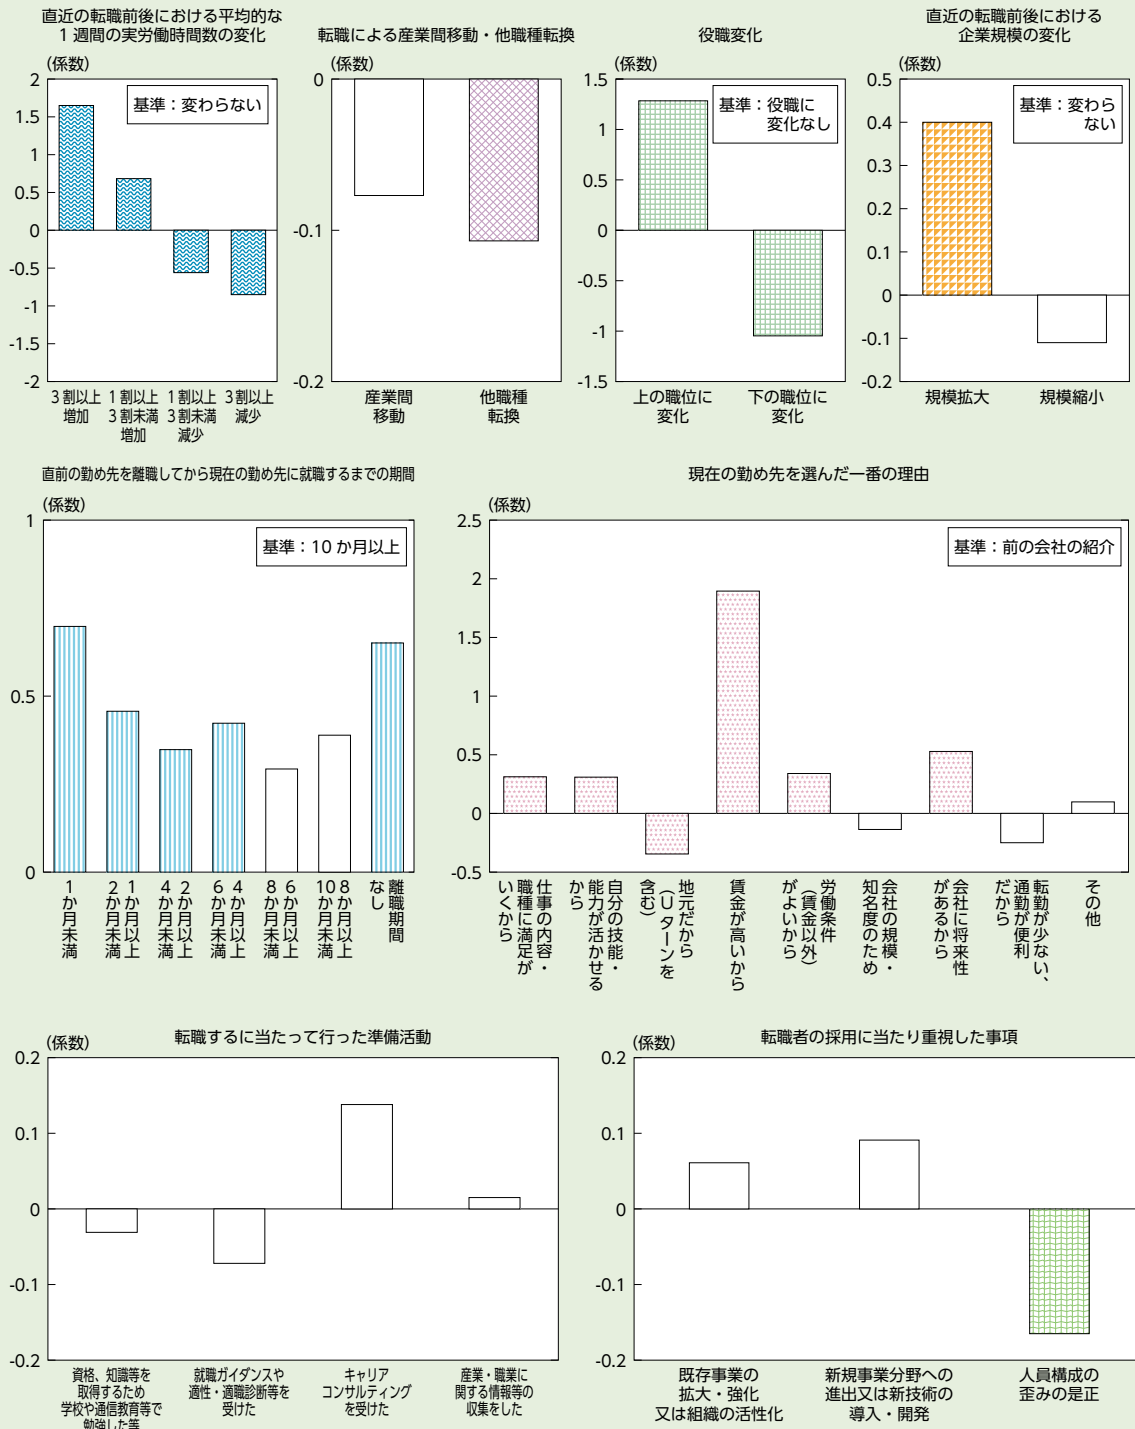 直近の転職前後における平均的な
1週間の実労働時間数の変化
(係数)
2
1.5
1
0.5
0
-0.5
-1
-1.5
-2
基準：変わらない
3割以上
増加
1割以上
3割未満
増加
1割以上
3割未満
減少
3割以上
減少
転職による産業間移動・他職種転換
(係数)
0
-0.1
-0.2
産業間
移動
他職種
転換
役職変化
(係数)
1.5
1
0.5
0
-0.5
-1
-1.5
基準：役職に
変化なし
上の職位に
変化
下の職位に
変化
直近の転職前後における
企業規模の変化
(係数)
0.5
0.4
0.3
0.2
0.1
0
-0.1
-0.2
基準：変わら
ない
規模拡大
規模縮小
直前の勤め先を離職してから現在の勤め先に就職するまでの期間
(係数)
1
0.5
0
基準：10か月以上
1か月未満
1か月以上
2か月未満
2か月以上
4か月未満
4か月以上
6か月未満
6か月以上
8か月未満
8か月以上
10か月未満
離職期間
なし
現在の勤め先を選んだ一番の理由
(係数)
2.5
2
1.5
1
0.5
0
-0.5
基準：前の会社の紹介
仕事の内容・
職種に満足が
いくから
自分の技能・
能力が活かせる
から
地元だから
（Uターンを
含む）
賃金が高いから
労働条件
（賃金以外）
がよいから
会社の規模・
知名度のため
会社に将来性
があるから
転勤が少ない、
通勤が便利
だから
その他
転職するに当たって行った準備活動
(係数)
0.2
0.1
0
-0.1
-0.2
資格、知識等を
取得するため
学校や通信教育等で
勉強した等
就職ガイダンスや
適性・適職診断等を
受けた
キャリア
コンサルティング
を受けた
産業・職業に
関する情報等の
収集をした
転職者の採用に当たり重視した事項
(係数)
0.2
0.1
0
-0.1
-0.2
既存事業の
拡大・強化
又は組織の活性化
新規事業分野への
進出又は新技術の
導入・開発
人員構成の
歪みの是正